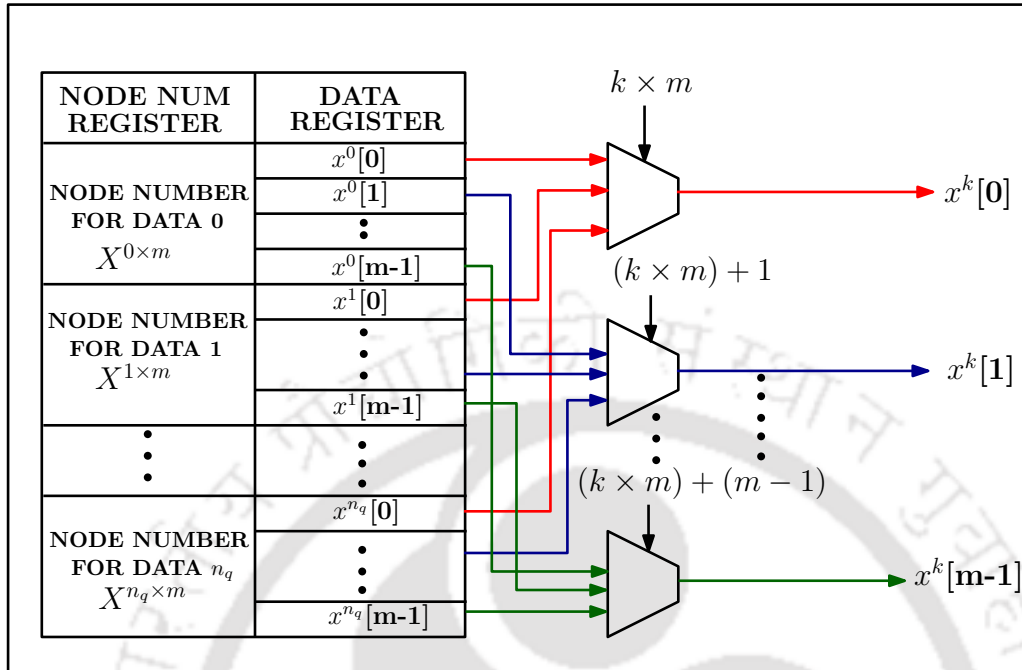 NODE NUM
REGISTER
DATA
REGISTER
NODE NUMBER
FOR DATA 0
X^{0×m}
x^0[0]
x^0[1]
x^0[m-1]
NODE NUMBER
FOR DATA 1
X^{1×m}
x^1[0]
x^1[m-1]
NODE NUMBER
FOR DATA n_q
X^{n_q×m}
x^{n_q}[0]
x^{n_q}[m-1]
k × m
x^k[0]
(k × m) + 1
x^k[1]
(k × m) + (m − 1)
x^k[m-1]